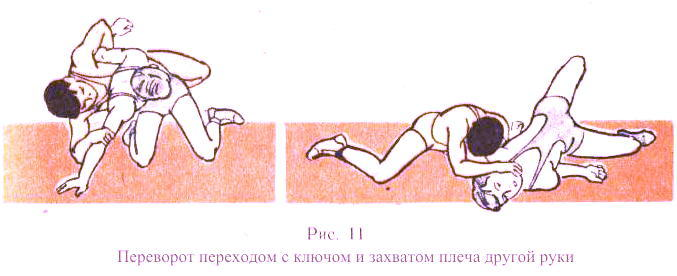 Рис. 11
Переворот переходом с ключом и захватом плеча другой руки